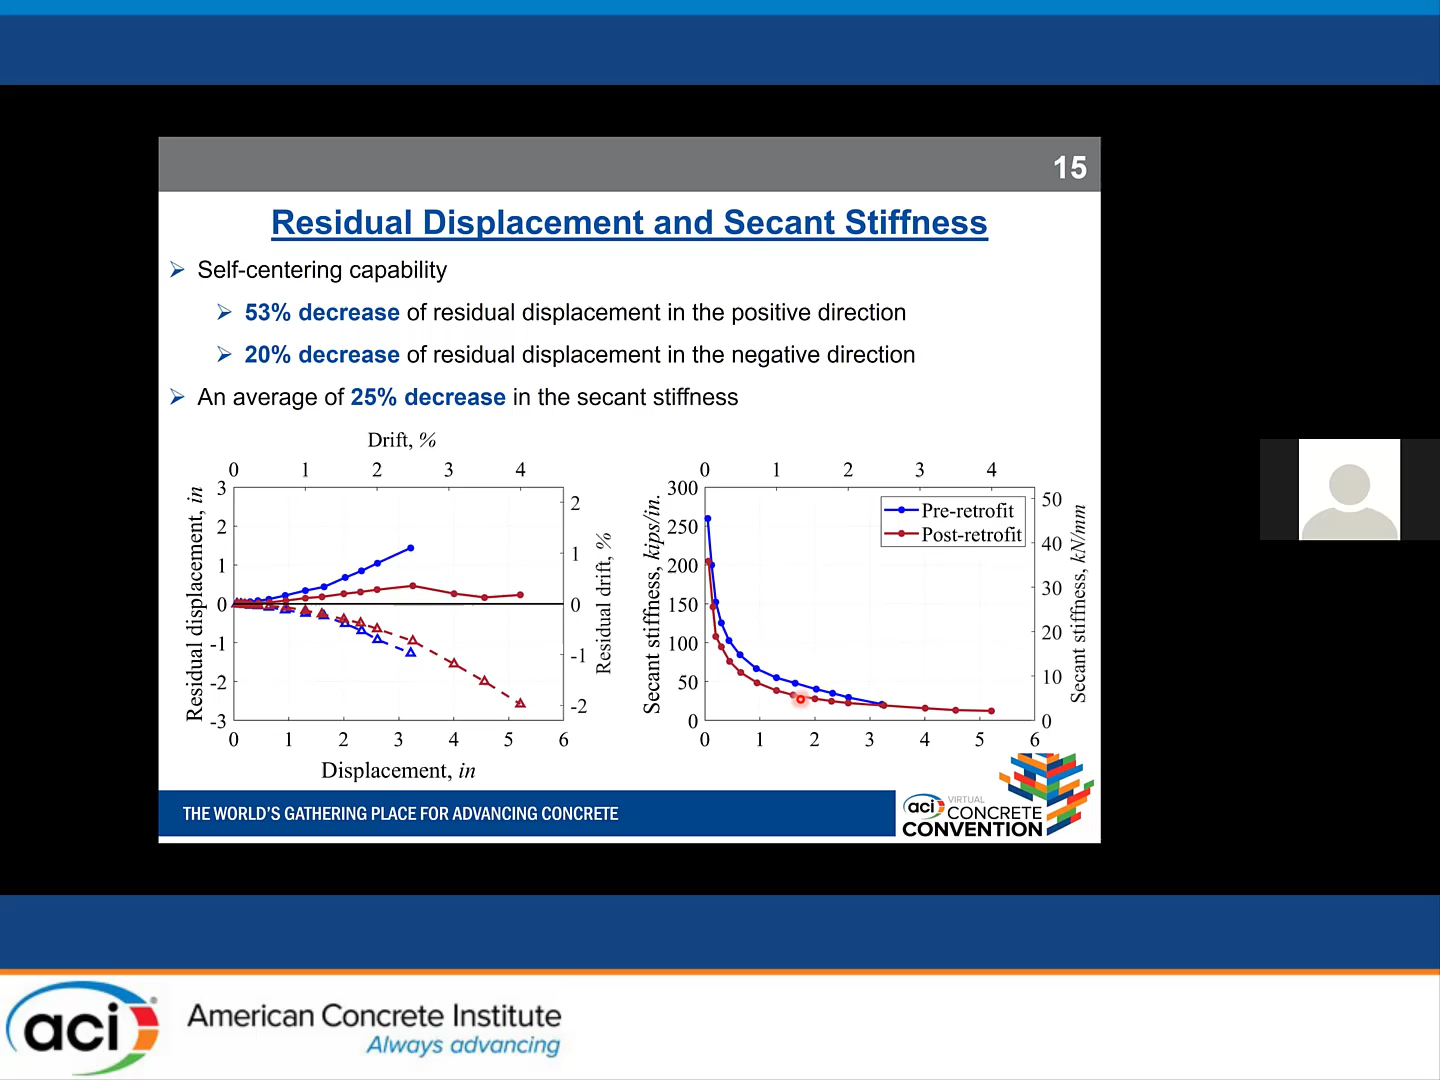 15
Residual Displacement and Secant Stiffness
Self-centering capability
53% decrease of residual displacement in the positive direction
20% decrease of residual displacement in the negative direction
An average of 25% decrease in the secant stiffness
Drift, %
0 1 2 3 4
3
2
1
0
-1
-2
-3
Residual displacement, in
2
1
0
-1
-2
Residual drift, %
0 1 2 3 4 5 6
Displacement, in
0 1 2 3 4
300
250
200
150
100
50
0
Secant stiffness, kips/in.
Pre-retrofit
Post-retrofit
50
40
30
20
10
0
Secant stiffness, kN/mm
0 1 2 3 4 5 6
THE WORLD'S GATHERING PLACE FOR ADVANCING CONCRETE
aci VIRTUAL
CONCRETE
CONVENTION
aci
American Concrete Institute
Always advancing